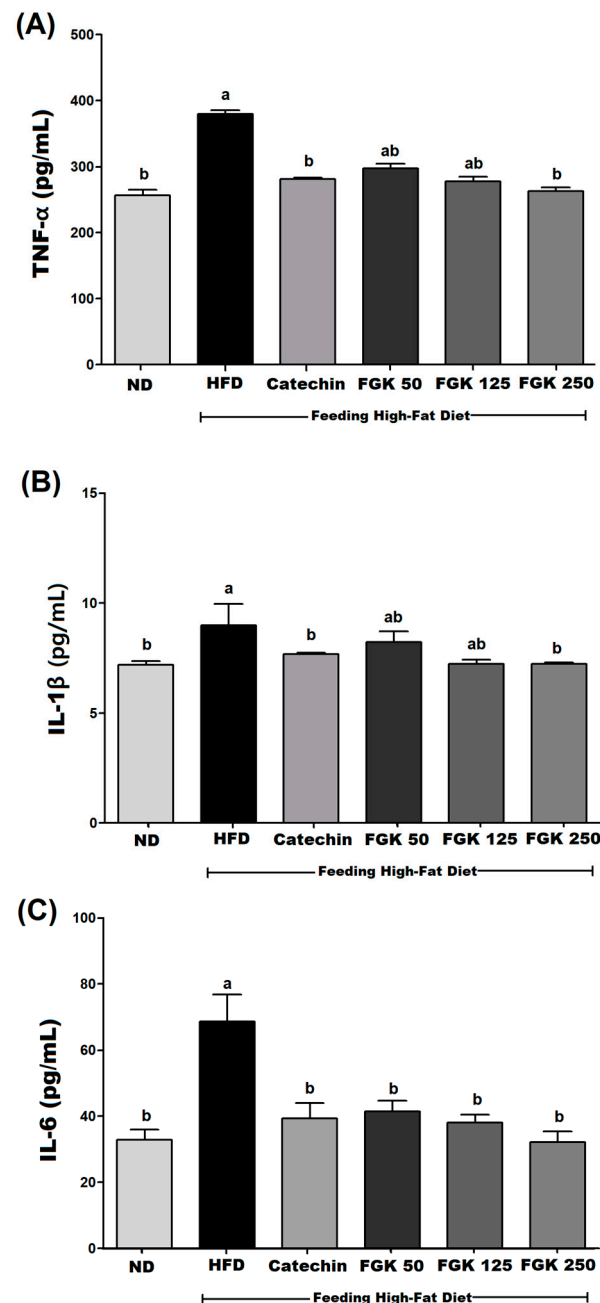 (A)
TNF-α (pg/mL)
500
400
300
200
100
0
b
a
b
ab
ab
b
ND HFD Catechin FGK 50 FGK 125 FGK 250
Feeding High-Fat Diet
(B)
IL-1β (pg/mL)
15
10
5
0
b
a
b
ab
ab
b
ND HFD Catechin FGK 50 FGK 125 FGK 250
Feeding High-Fat Diet
(C)
IL-6 (pg/mL)
100
80
60
40
20
0
b
a
b
b
b
b
ND HFD Catechin FGK 50 FGK 125 FGK 250
Feeding High-Fat Diet